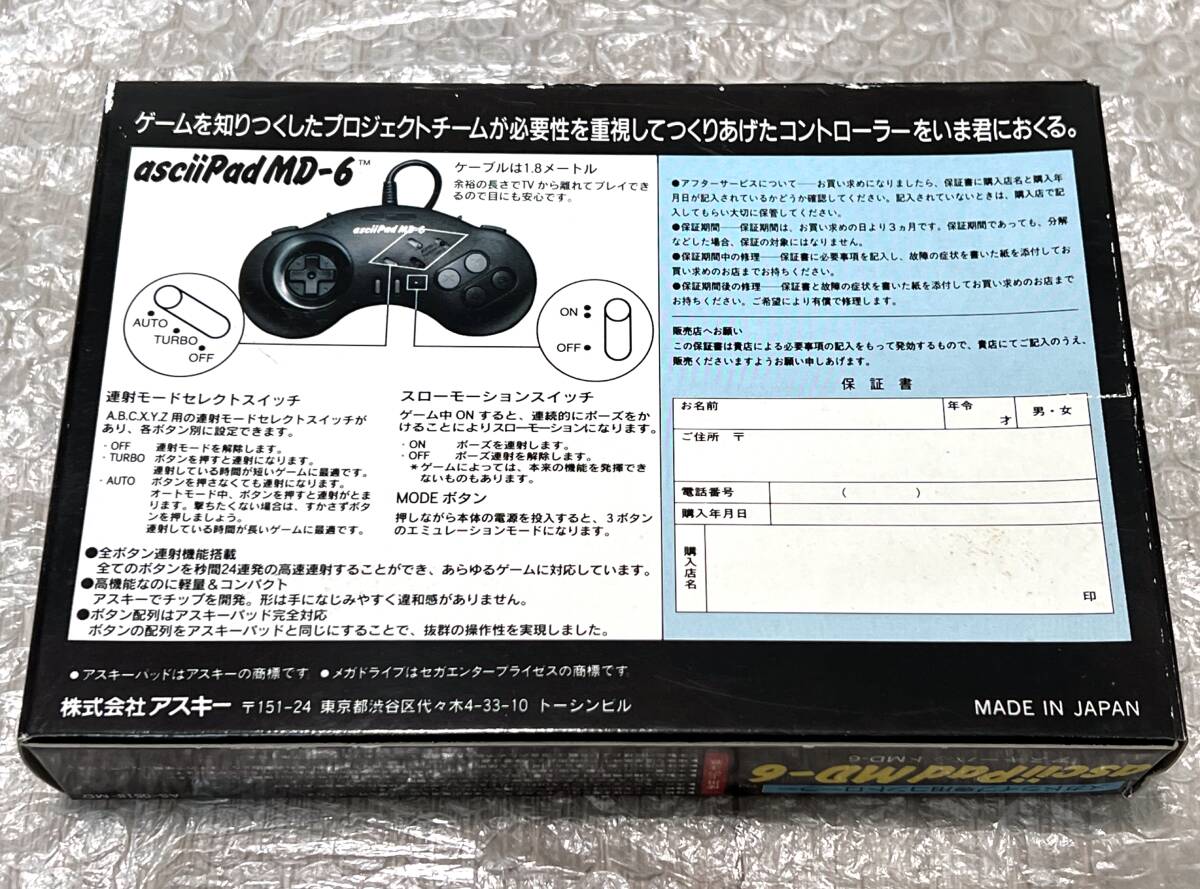 ゲームを知りつくしたプロジェクトチームが必要性を重視してつくりあげたコントローラーをいま君におくる。
asciiPad MD-6™
ケーブルは1.8メートル
余裕の長さでTVから離れてプレイでき
るので目にも安心です。
asciiPad MD-6
AUTO
TURBO
OFF
ON
OFF
連射モードセレクトスイッチ
A.B.C.X.Y.Z 用の連射モードセレクトスイッチが
あり、各ボタン別に設定できます。
・OFF 連射モードを解除します。
・TURBO ボタンを押すと連射になります。
連射している時間が短いゲームに最適です。
・AUTO ボタンを押さなくても連射になります。
オートモード中、ボタンを押すと連射がとま
ります。撃ちたくない場合は、すかさずボタ
ンを押しましょう。
連射している時間が長いゲームに最適です。
スローモーションスイッチ
ゲーム中 ON すると、連続的にポーズをか
けることによりスローモーションになります。
・ON ポーズを連射します。
・OFF ポーズ連射を解除します。
＊ゲームによっては、本来の機能を発揮でき
ないものもあります。
MODE ボタン
押しながら本体の電源を投入すると、3ボタン
のエミュレーションモードになります。
●全ボタン連射機能搭載
全てのボタンを秒間24連発の高速連射することができ、あらゆるゲームに対応しています。
●高機能なのに軽量＆コンパクト
アスキーでチップを開発。形は手になじみやすく違和感がありません。
●ボタン配列はアスキーパッド完全対応
ボタンの配列をアスキーパッドと同じにすることで、抜群の操作性を実現しました。
●アフターサービスについて──お買い求めになりましたら、保証書に購入店名と購入年
月日が記入されているかどうか確認してください。記入されていないときは、購入店で記
入してもらい大切に保管してください。
●保証期間──保証期間は、お買い求めの日より3ヵ月です。保証期間であっても、分解
などした場合、保証の対象にはなりません。
●保証期間中の修理──保証書に必要事項を記入し、故障の症状を書いた紙を添付してお
買い求めのお店までお持ちください。
●保証期間後の修理──保証書と故障の症状を書いた紙を添付してお買い求めのお店まで
お持ちください。ご希望により有償で修理します。
販売店へお願い
この保証書は貴店による必要事項の記入をもって発効するもので、貴店にてご記入のうえ、
販売くださいますようお願い申しあげます。
保証書
お名前 年令 才 男・女
ご住所 〒
電話番号 （ ）
購入年月日
購入店名 印
●アスキーパッドはアスキーの商標です ●メガドライブはセガエンタープライゼスの商標です
株式会社アスキー 〒151-24 東京都渋谷区代々木4-33-10 トーシンビル
MADE IN JAPAN
asciiPad MD-6